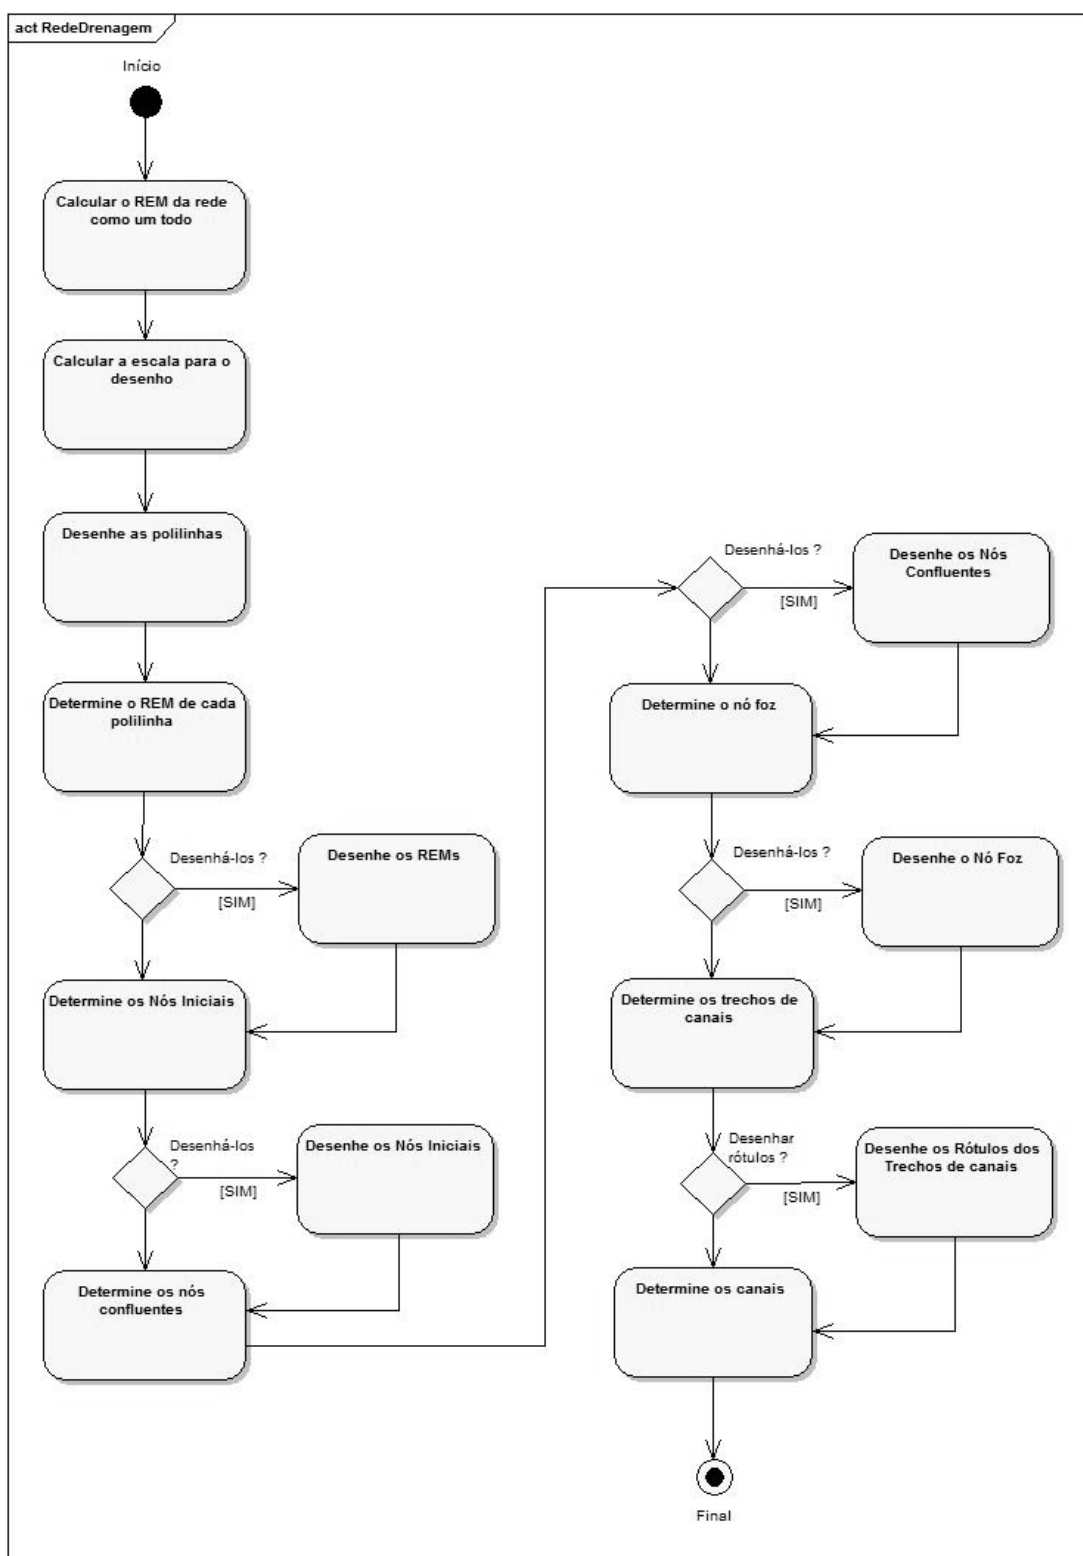 act RedeDrenagem
Início
Calcular o REM da rede
como um todo
Calcular a escala para o
desenho
Desenhe as polilinhas
Determine o REM de cada
polilinha
Desenhá-los ?
[SIM]
Desenhe os REMs
Determine os Nós Iniciais
Desenhá-los
?
[SIM]
Desenhe os Nós Iniciais
Determine os nós
confluentes
Desenhá-los ?
[SIM]
Desenhe os Nós
Confluentes
Determine o nó foz
Desenhá-los ?
[SIM]
Desenhe o Nó Foz
Determine os trechos de
canais
Desenhar
rótulos ?
[SIM]
Desenhe os Rótulos dos
Trechos de canais
Determine os canais
Final